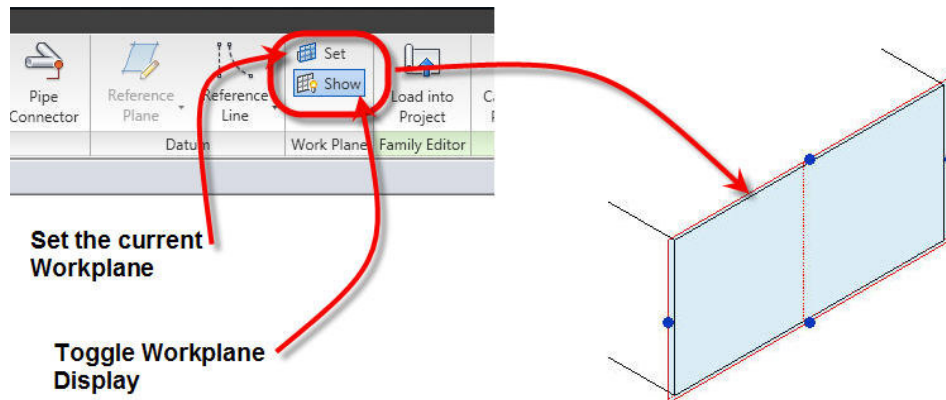 Set
Show
Pipe
Connector
Reference
Plane
Reference
Line
Load into
Project
Datum
Work Plane
Family Editor
Set the current
Workplane
Toggle Workplane
Display